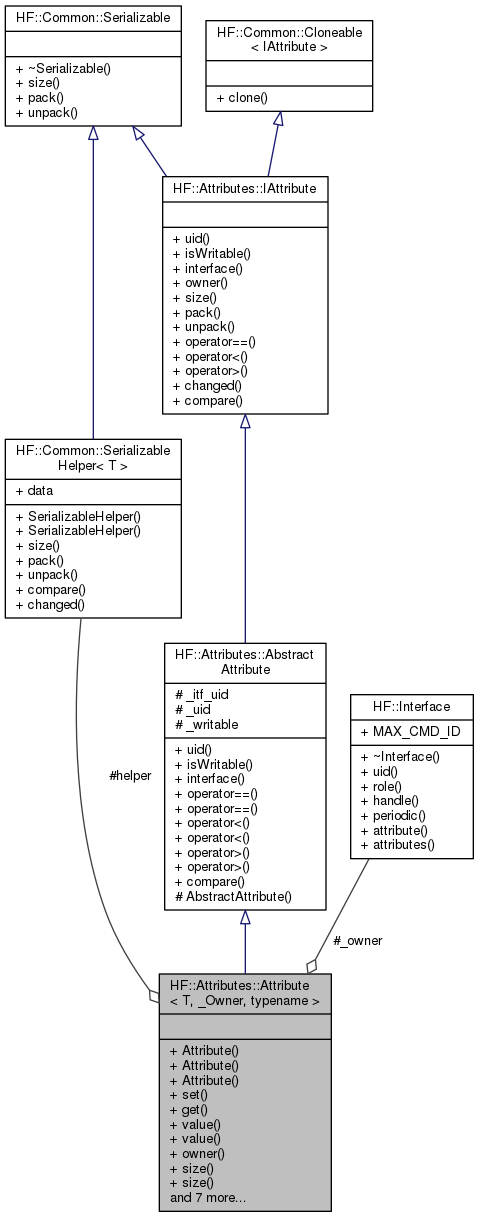 HF::Common::Serializable
+ ~Serializable()
+ size()
+ pack()
+ unpack()
HF::Common::Cloneable
< IAttribute >
+ clone()
HF::Attributes::IAttribute
+ uid()
+ isWritable()
+ interface()
+ owner()
+ size()
+ pack()
+ unpack()
+ operator==()
+ operator<()
+ operator>()
+ changed()
+ compare()
HF::Common::Serializable
Helper< T >
+ data
+ SerializableHelper()
+ SerializableHelper()
+ size()
+ pack()
+ unpack()
+ compare()
+ changed()
HF::Attributes::Abstract
Attribute
# _itf_uid
# _uid
# _writable
+ uid()
+ isWritable()
+ interface()
+ operator==()
+ operator==()
+ operator<()
+ operator<()
+ operator>()
+ operator>()
+ compare()
# AbstractAttribute()
HF::Interface
+ MAX_CMD_ID
+ ~Interface()
+ uid()
+ role()
+ handle()
+ periodic()
+ attribute()
+ attributes()
#helper
#_owner
HF::Attributes::Attribute
< T, _Owner, typename >
+ Attribute()
+ Attribute()
+ Attribute()
+ set()
+ get()
+ value()
+ value()
+ owner()
+ size()
+ size()
and 7 more...